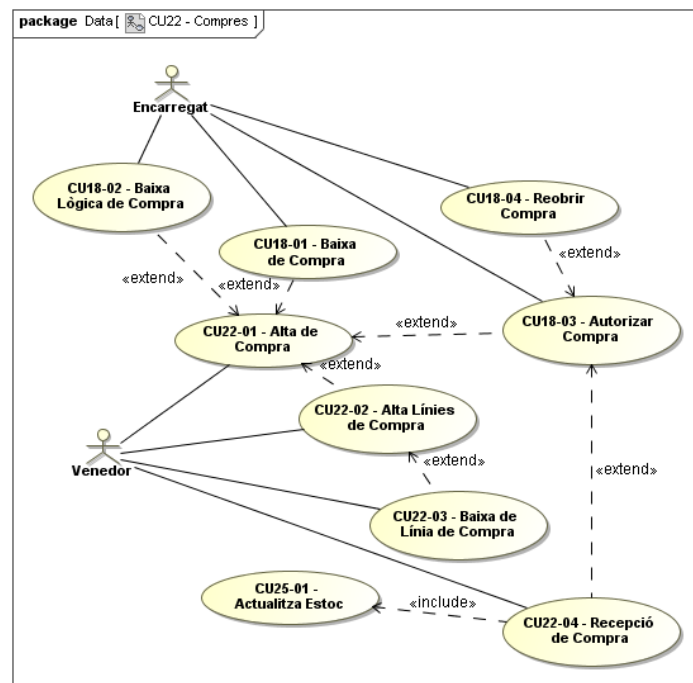 package Data[ CU22 - Compres ]
Encarregat
CU18-02 - Baixa
Lògica de Compra
CU18-04 - Reobrir
Compra
CU18-01 - Baixa
de Compra
«extend»
«extend»
«extend»
CU22-01 - Alta de
Compra
«extend»
CU18-03 - Autorizar
Compra
«extend»
CU22-02 - Alta Línies
de Compra
Venedor
«extend»
«extend»
CU22-03 - Baixa de
Línia de Compra
CU25-01 -
Actualitza Estoc
«include»
CU22-04 - Recepció
de Compra